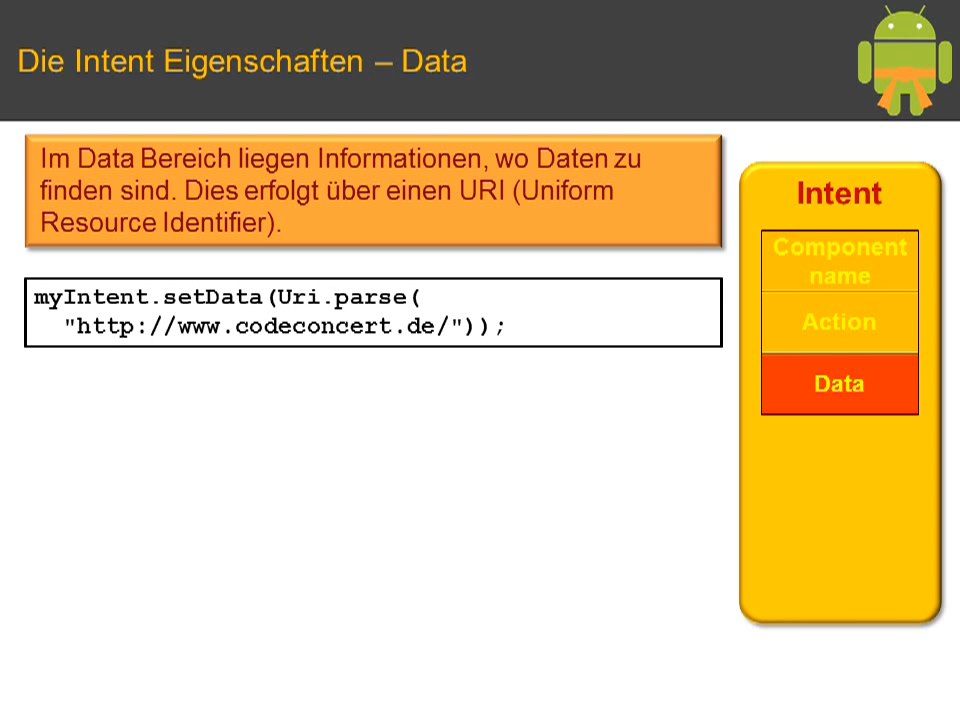 Die Intent Eigenschaften – Data
Im Data Bereich liegen Informationen, wo Daten zu
finden sind. Dies erfolgt über einen URI (Uniform
Resource Identifier).
myIntent.setData(Uri.parse(
"http://www.codeconcert.de/"));
Intent
Component
name
Action
Data